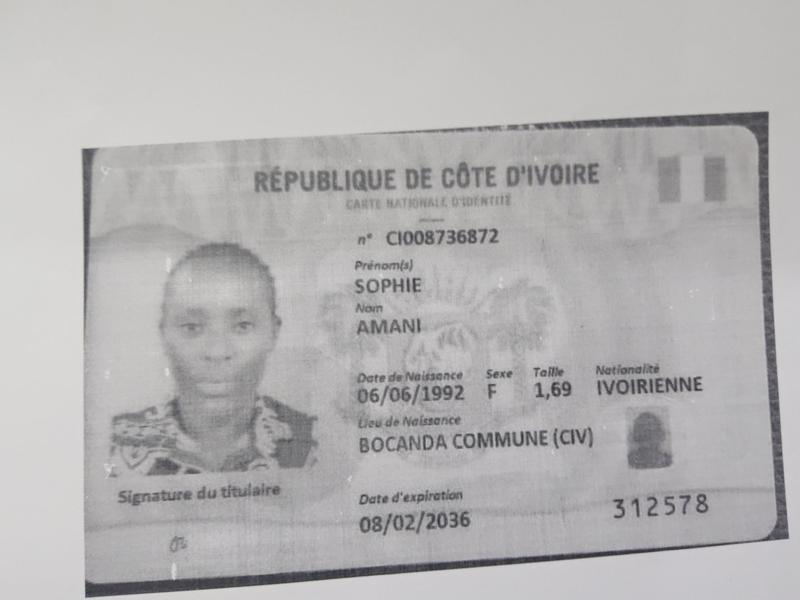 RÉPUBLIQUE DE CÔTE D'IVOIRE
CARTE NATIONALE D'IDENTITÉ
n° CI008736872
Prénom(s)
SOPHIE
Nom
AMANI
Date de Naissance Sexe Taille Nationalité
06/06/1992 F 1,69 IVOIRIENNE
Lieu de Naissance
BOCANDA COMMUNE (CIV)
Signature du titulaire
Date d'expiration
08/02/2036
312578